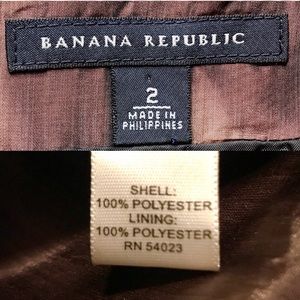 BANANA REPUBLIC
2
MADE IN
PHILIPPINES
SHELL:
100% POLYESTER
LINING:
100% POLYESTER
RN 54023